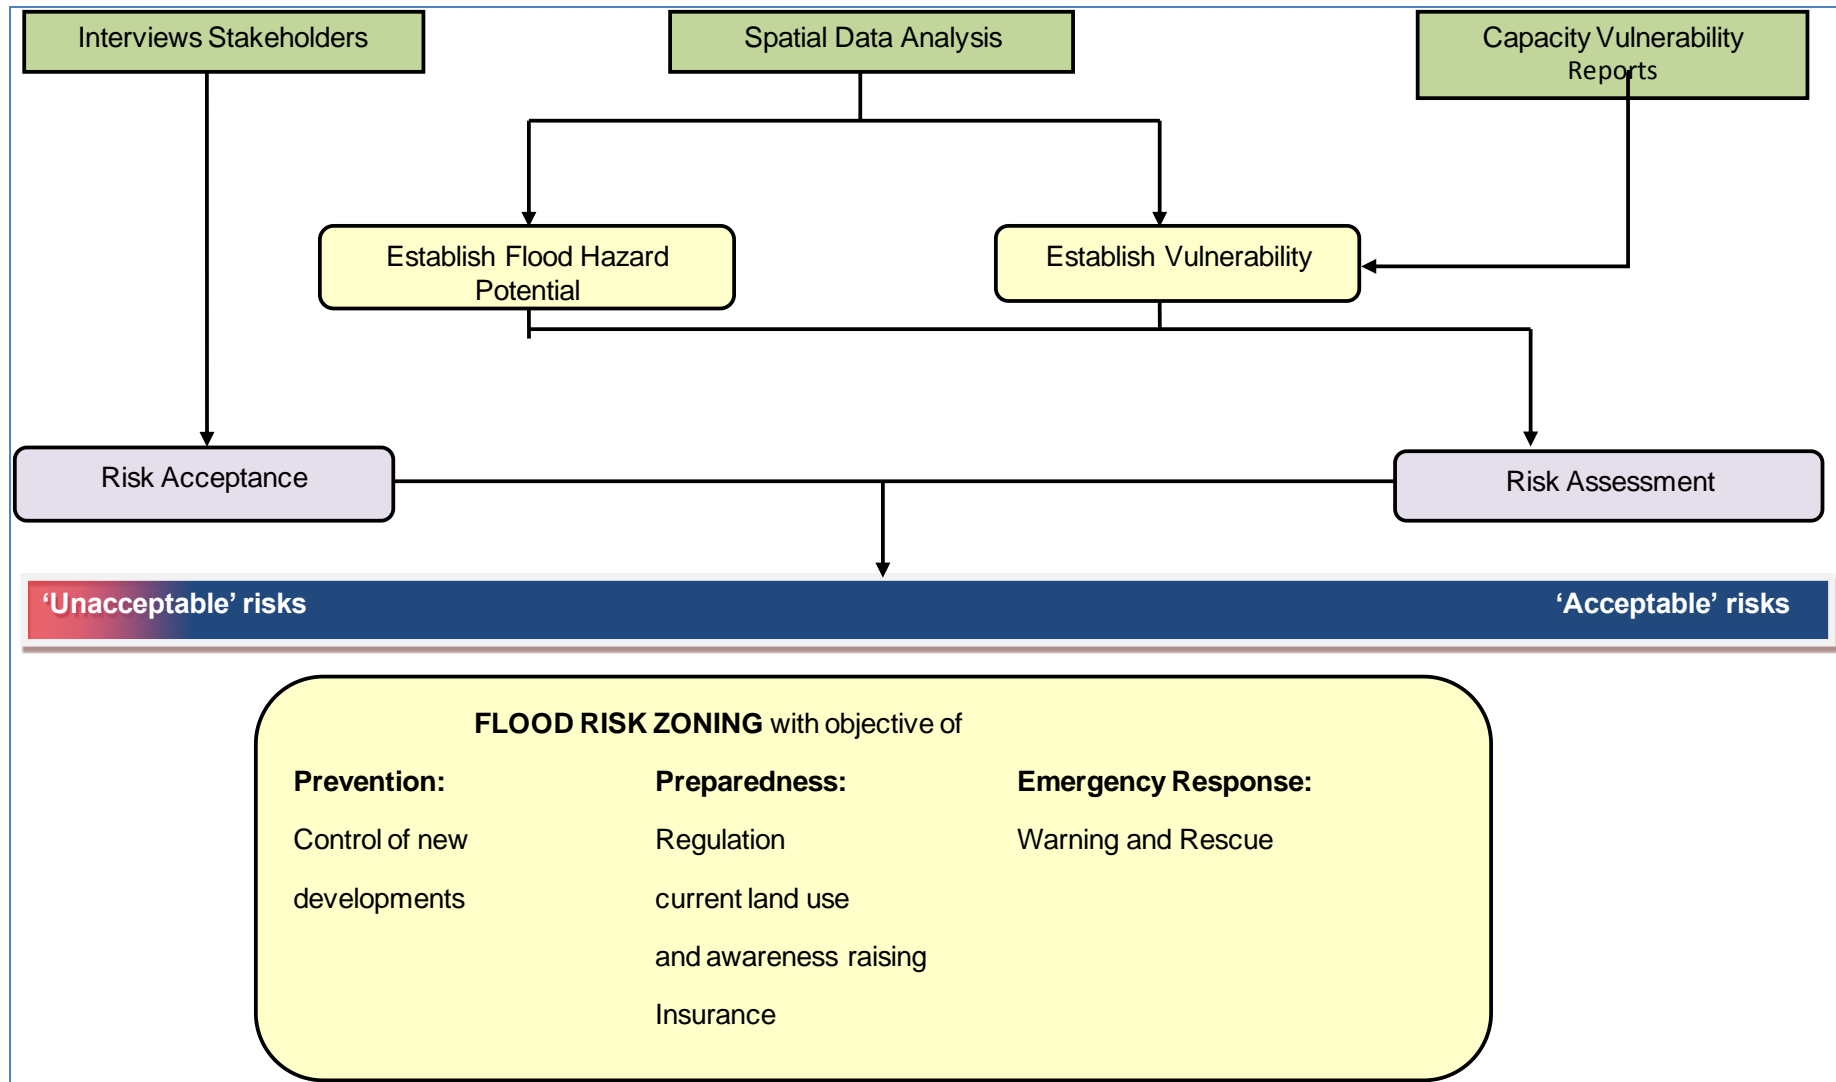 Interviews Stakeholders
Spatial Data Analysis
Capacity Vulnerability
Reports
Establish Flood Hazard
Potential
Establish Vulnerability
Risk Acceptance
Risk Assessment
‘Unacceptable’ risks
‘Acceptable’ risks
FLOOD RISK ZONING with objective of
Prevention:
Control of new
developments
Preparedness:
Regulation
current land use
and awareness raising
Insurance
Emergency Response:
Warning and Rescue